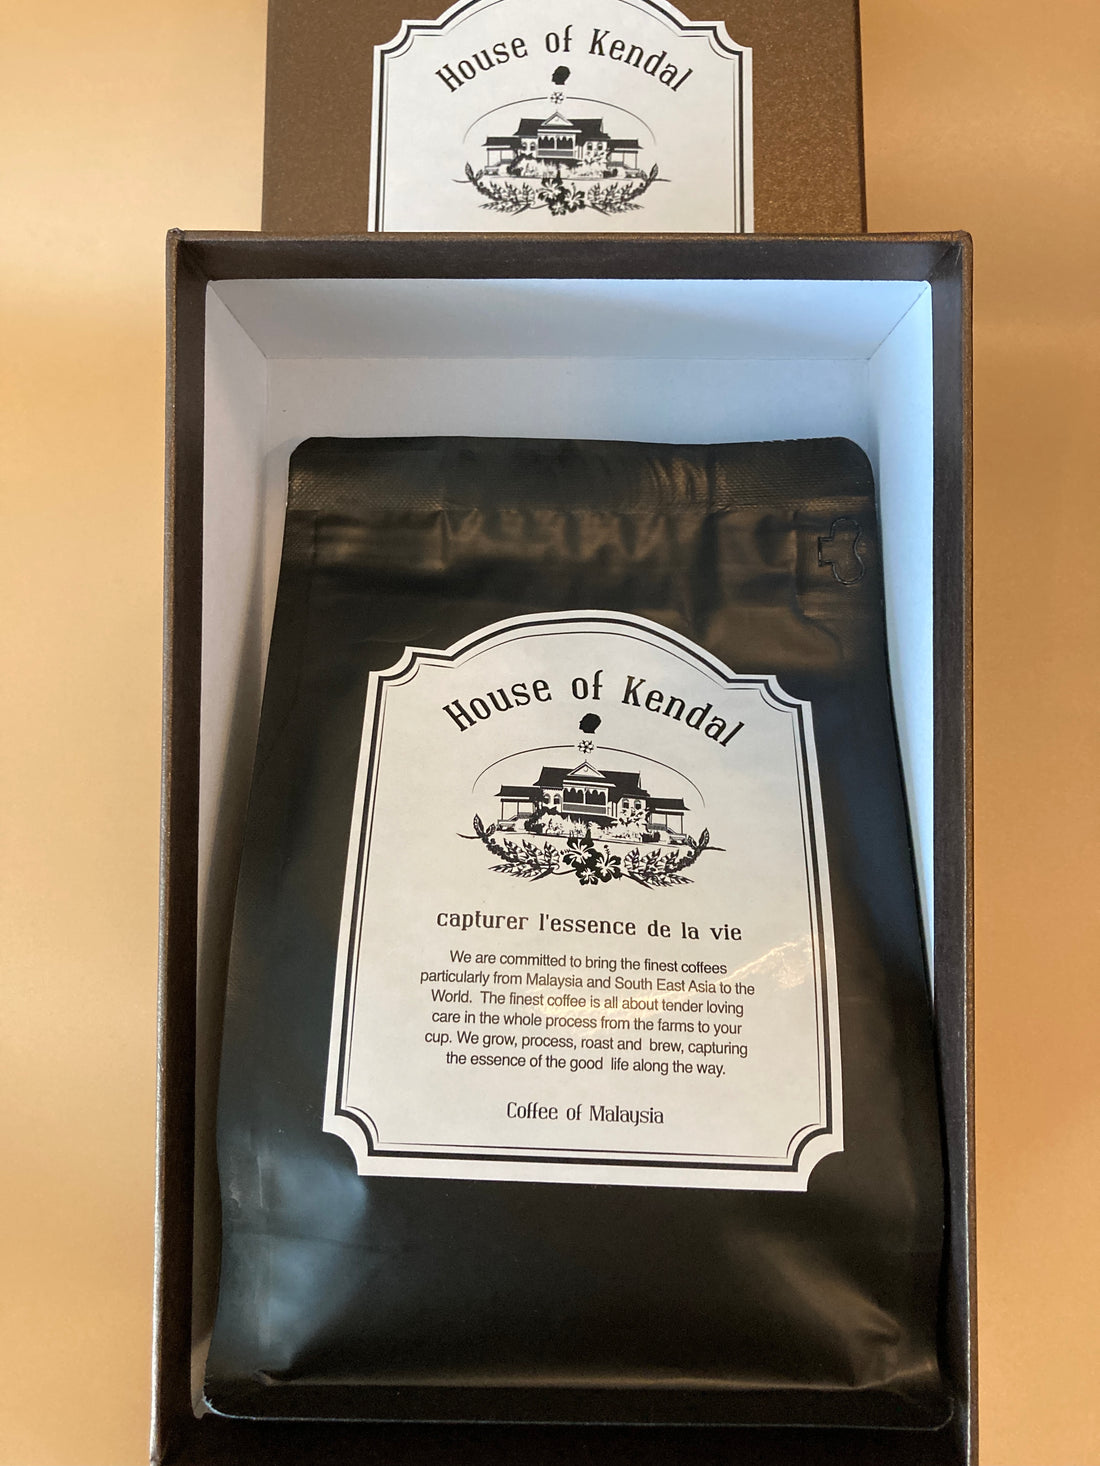 House of Kendal
House of Kendal
capturer l'essence de la vie
We are committed to bring the finest coffees
particularly from Malaysia and South East Asia to the
World. The finest coffee is all about tender loving
care in the whole process from the farms to your
cup. We grow, process, roast and brew, capturing
the essence of the good life along the way.
Coffee of Malaysia